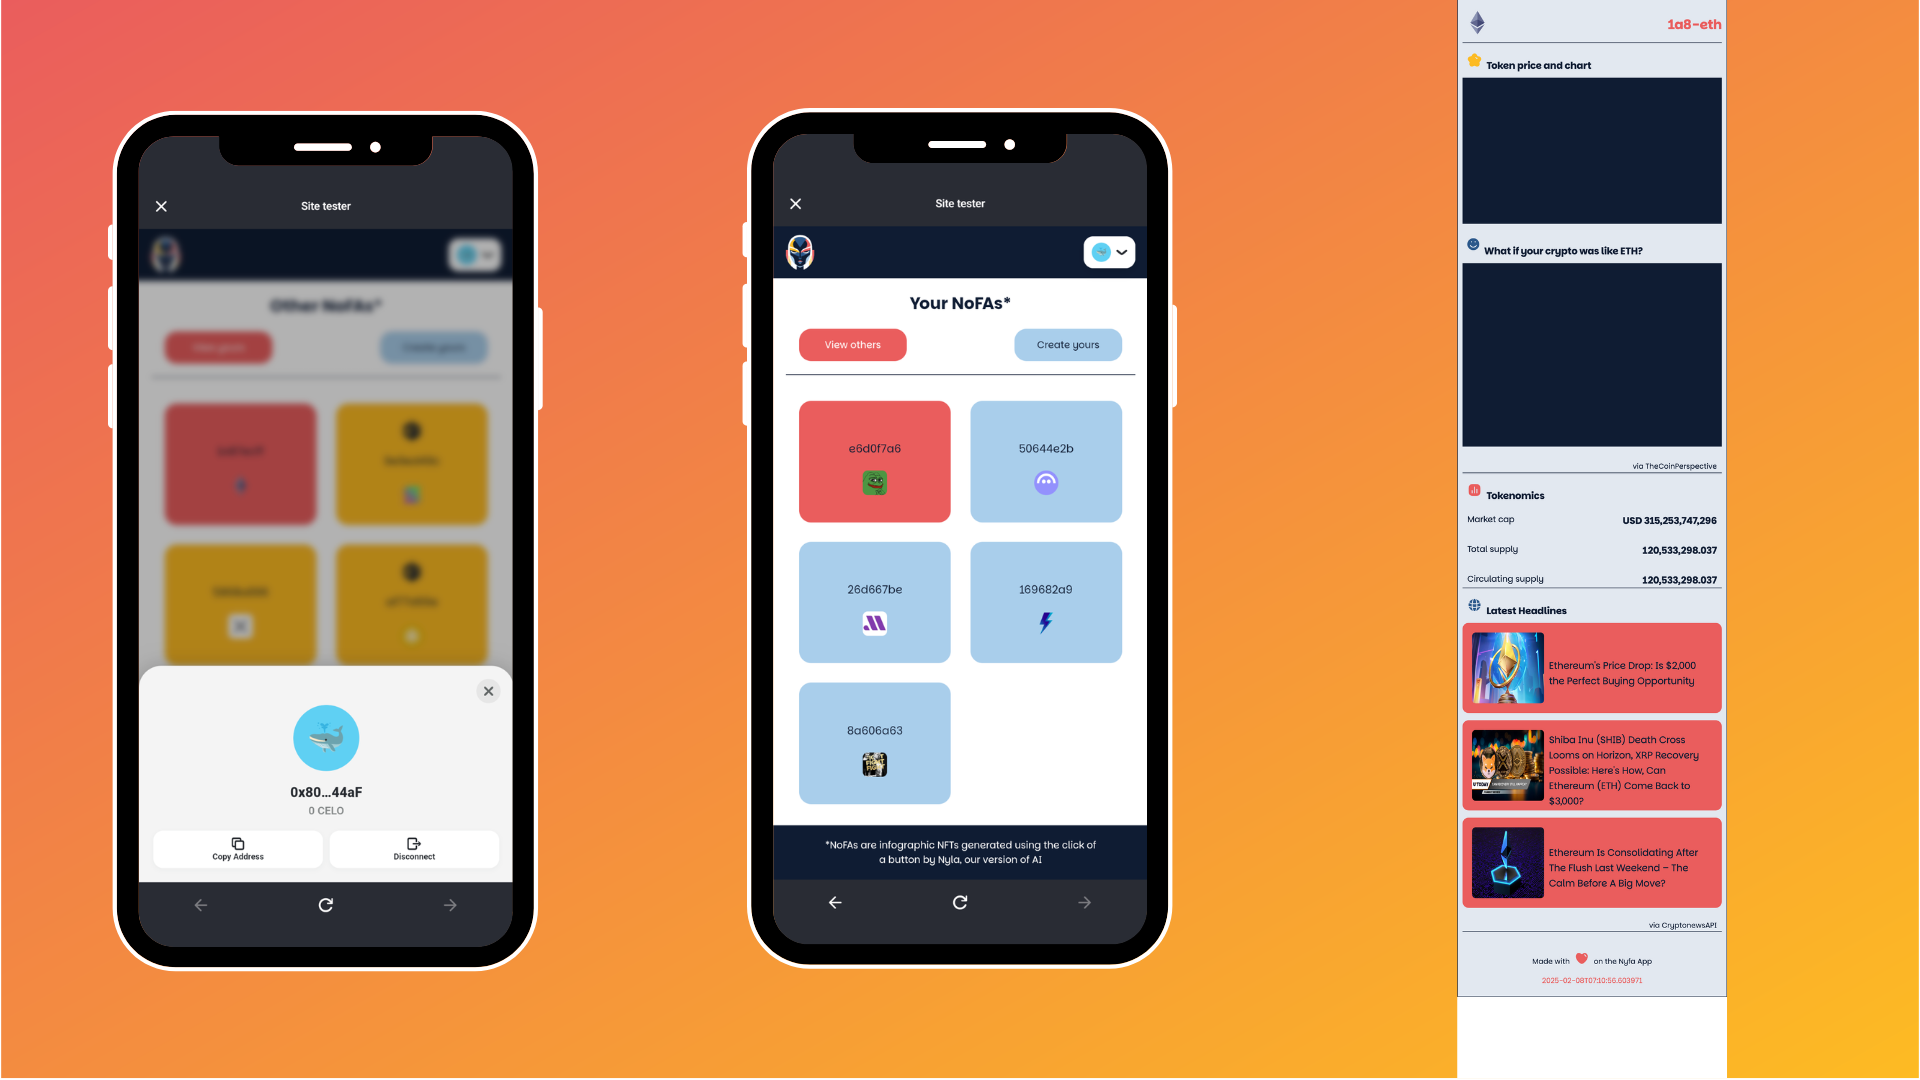 Site tester
Other NoFAs*
0x80...44aF
0 CELO
Copy Address
Disconnect
Site tester
Your NoFAs*
View others
Create yours
e6d0f7a6
50644e2b
26d667be
169682a9
8a606a63
*NoFAs are infographic NFTs generated using the click of
a button by Nyla, our version of AI
1a8-eth
Token price and chart
What if your crypto was like ETH?
via TheCoinPerspective
Tokenomics
Market cap USD 315,253,747,296
Total supply 120,533,298.037
Circulating supply 120,533,298.037
Latest Headlines
Ethereum's Price Drop: Is $2,000
the Perfect Buying Opportunity
Shiba Inu (SHIB) Death Cross
Looms on Horizon, XRP Recovery
Possible: Here's How, Can
Ethereum (ETH) Come Back to
$3,000?
Ethereum Is Consolidating After
The Flush Last Weekend – The
Calm Before A Big Move?
via CryptonewsAPI
Made with on the Nyfa App
2025-02-08T07:10:56.603971